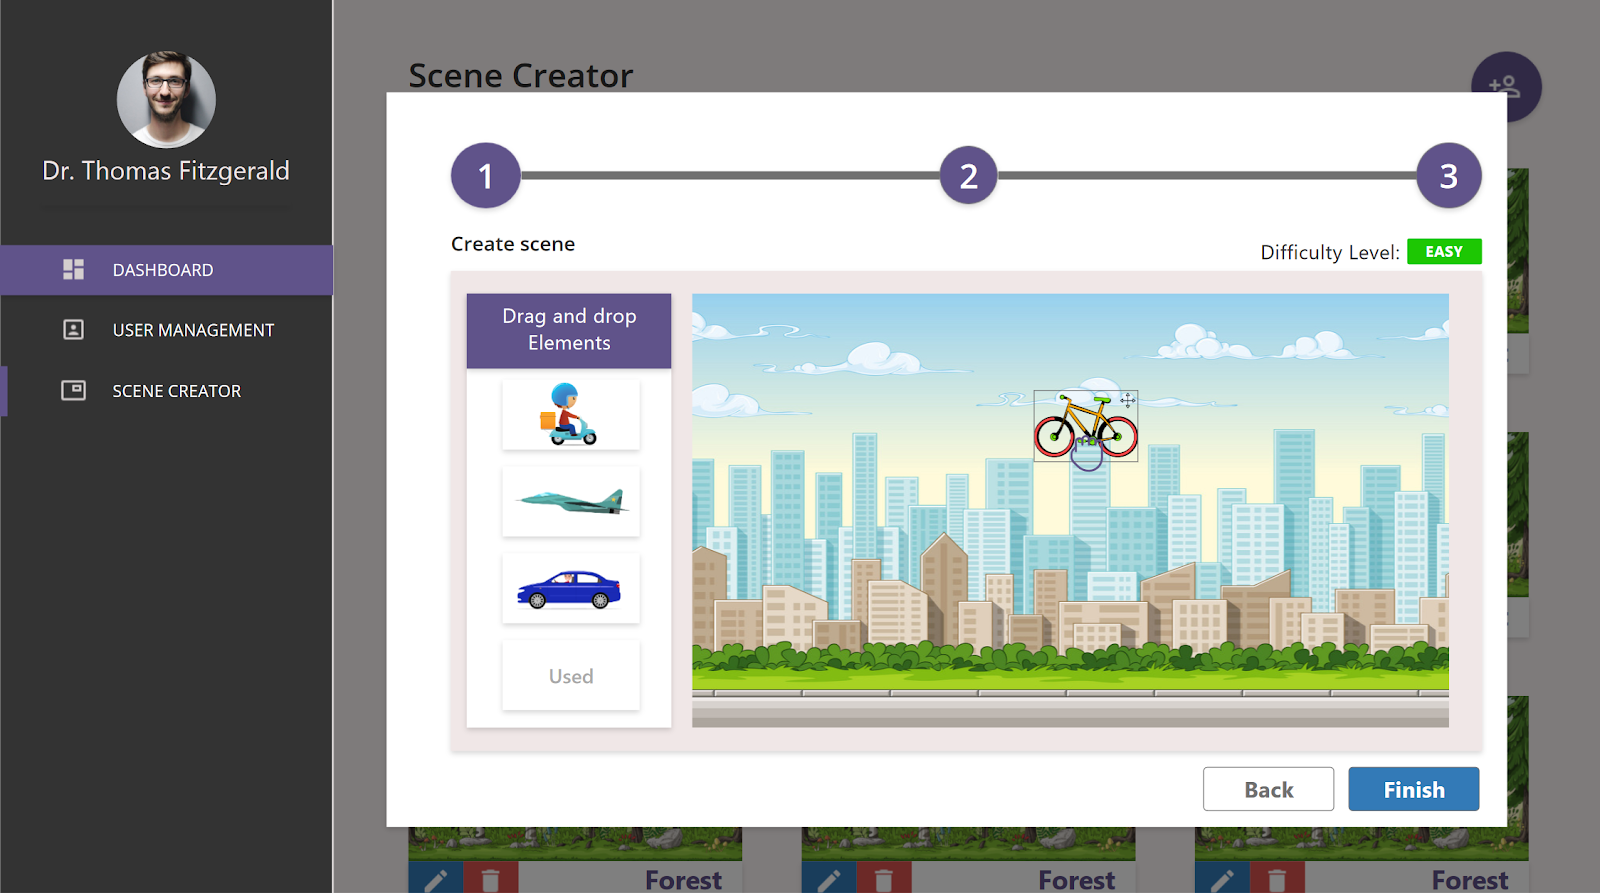 Dr. Thomas Fitzgerald
DASHBOARD
USER MANAGEMENT
SCENE CREATOR
Scene Creator
1
2
3
Create scene
Difficulty Level: EASY
Drag and drop
Elements
Used
Back
Finish
Forest
Forest
Forest